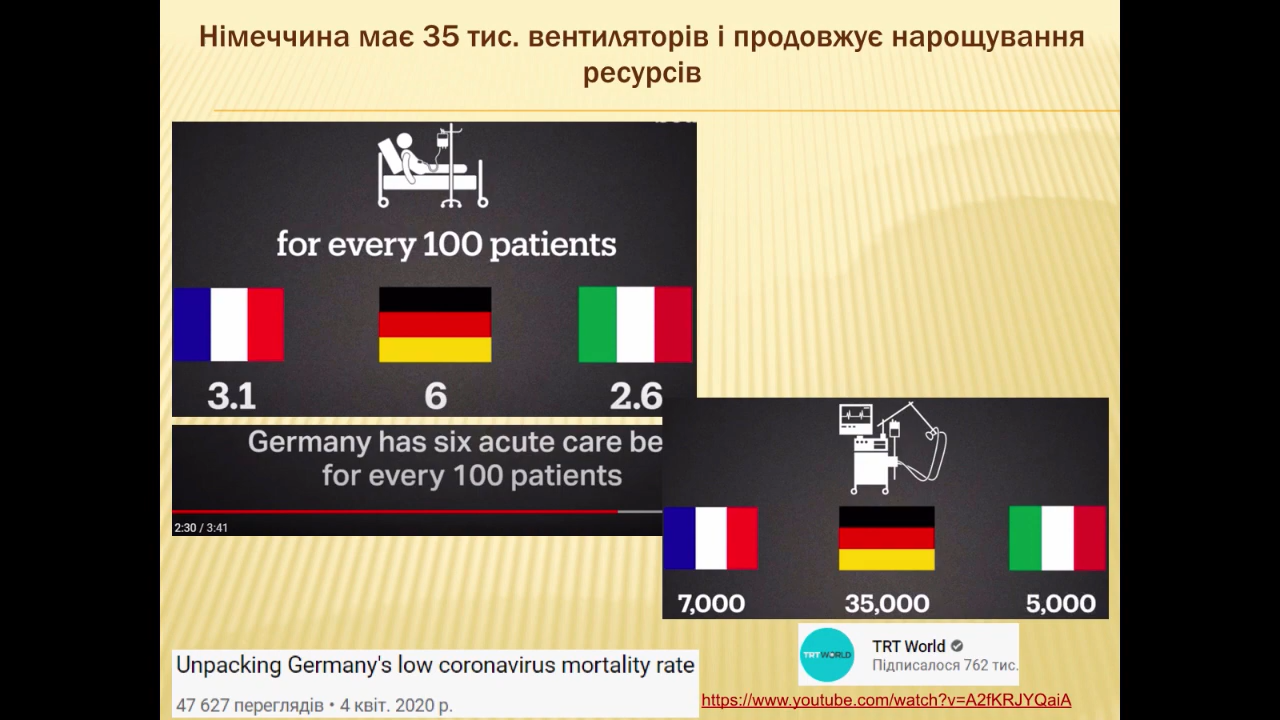 Німеччина має 35 тис. вентиляторів і продовжує нарощування
ресурсів
for every 100 patients
3.1 6 2.6
Germany has six acute care be
for every 100 patients
2:30 / 3:41
7,000 35,000 5,000
TRT WORLD
TRT World
Підписалося 762 тис.
Unpacking Germany's low coronavirus mortality rate
47 627 переглядів • 4 квіт. 2020 р.
https://www.youtube.com/watch?v=A2fKRJYQaiA